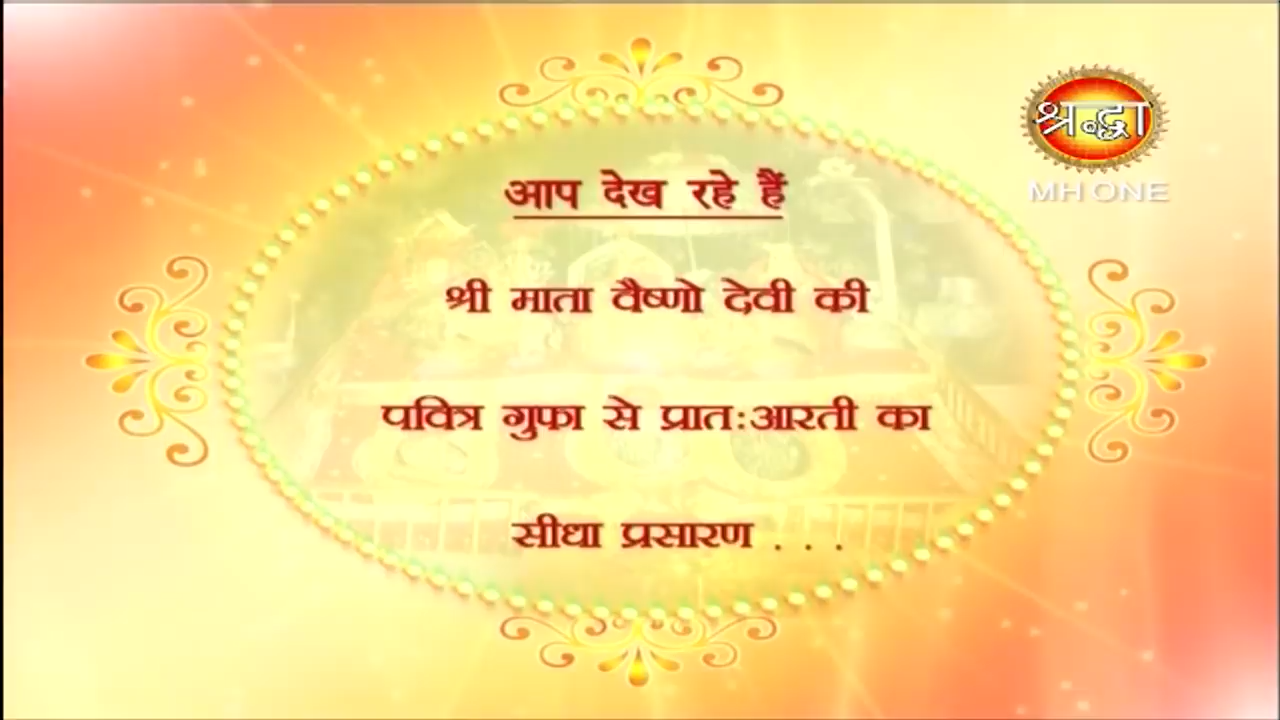 श्रद्धा
MH ONE
आप देख रहे हैं
श्री माता वैष्णो देवी की
पवित्र गुफा से प्रातःआरती का
सीधा प्रसारण . . .